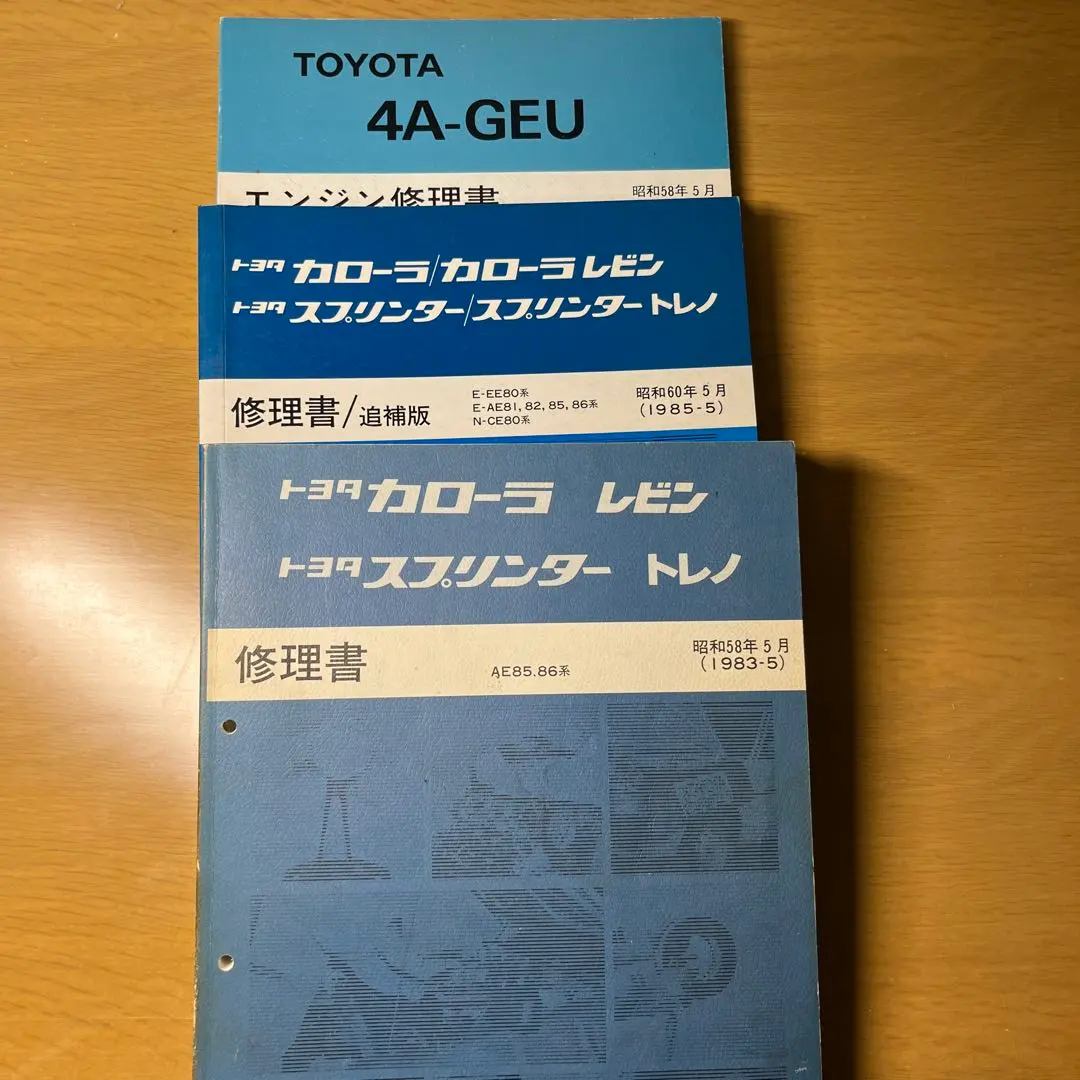 TOYOTA
4A-GEU
エンジン修理書
昭和58年5月
トヨタ カローラ/カローラ レビン
トヨタ スプリンター/スプリンター トレノ
修理書/追補版
E-EE80系
E-AE81, 82, 85, 86系
N-CE80系
昭和60年5月
(1985-5)
トヨタ カローラ レビン
トヨタ スプリンター トレノ
修理書
AE85、86系
昭和58年5月
(1983-5)